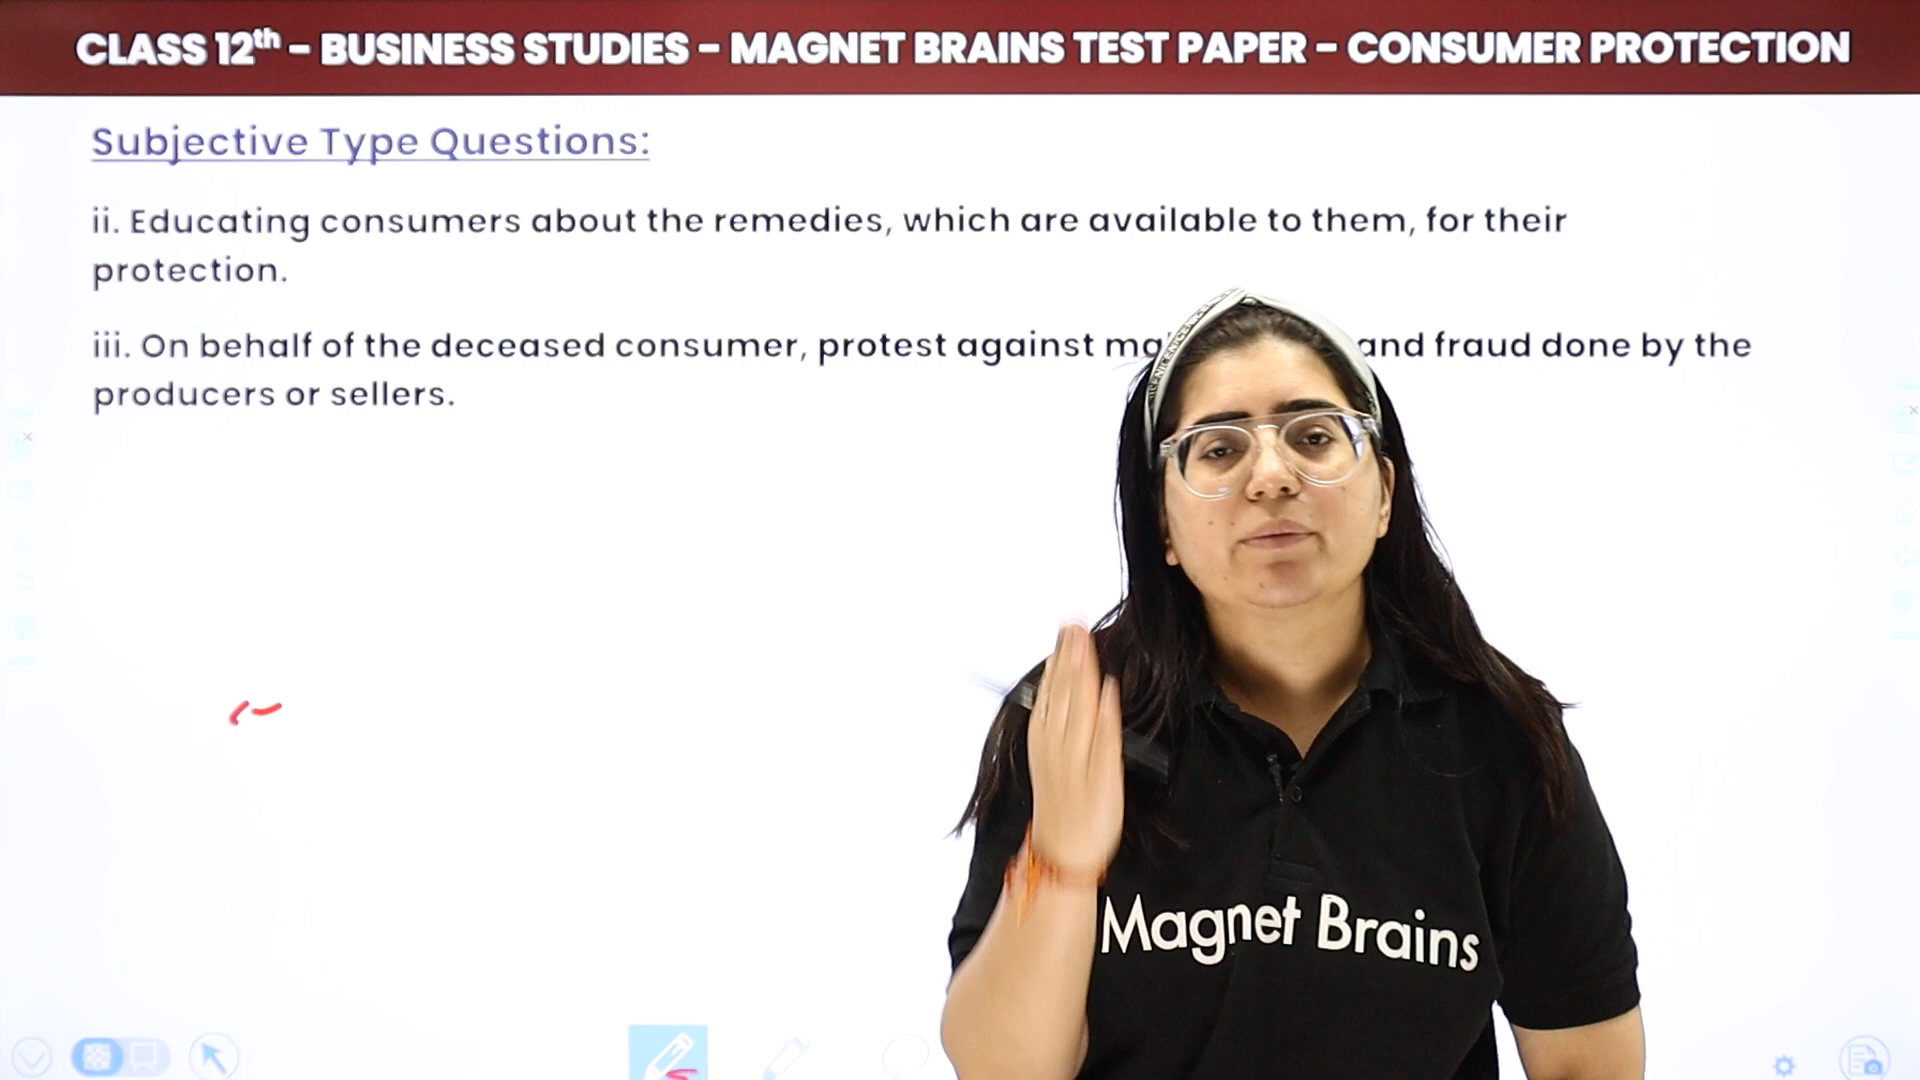 CLASS 12th – BUSINESS STUDIES – MAGNET BRAINS TEST PAPER – CONSUMER PROTECTION
Subjective Type Questions:
ii. Educating consumers about the remedies, which are available to them, for their
protection.
iii. On behalf of the deceased consumer, protest against and fraud done by the
producers or sellers.
Magnet Brains